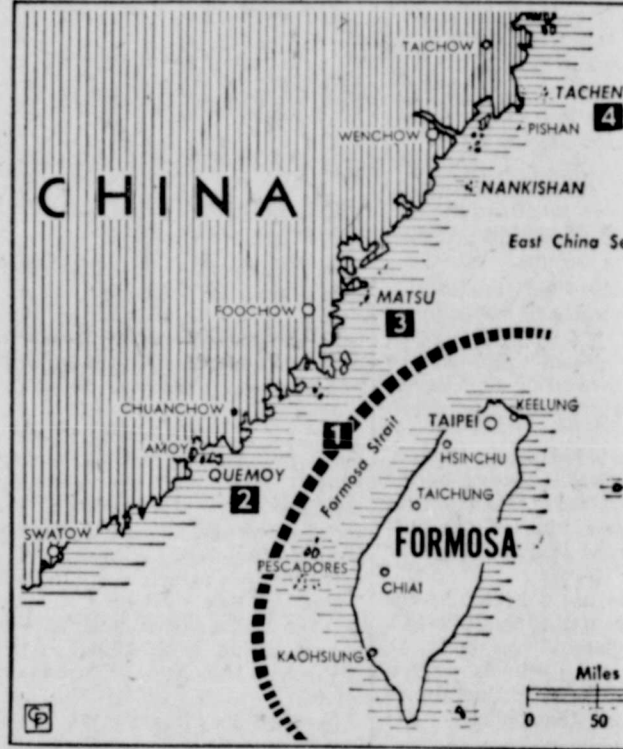 TAICHOW
TACHEN
4
WENCHOW
PISHAN
CHINA
NANKISHAN
East China Se
MATSU
FOOCHOW
3
KEELUNG
CHUANCHOW
TAIPEI
1
AMOY
HSINCHU
QUEMOY
Formosa Strait
2
TAICHUNG
SWATOW
FORMOSA
PESCADORES
CHIAI
KAOHSIUNG
Miles
0 50
CP